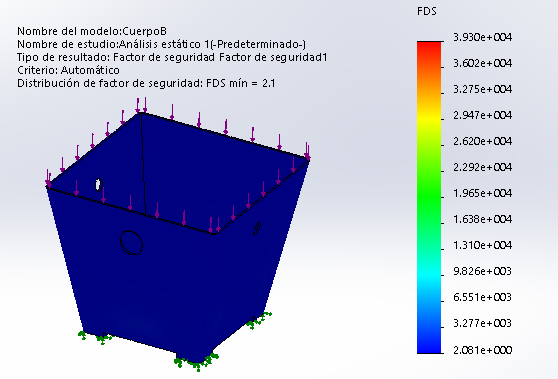 FDS
Nombre del modelo:CuerpoB
Nombre de estudio:Análisis estático 1(-Predeterminado-)
Tipo de resultado: Factor de seguridad Factor de seguridad1
Criterio: Automático
Distribución de factor de seguridad: FDS mín = 2.1
3.930e+004
3.602e+004
3.275e+004
2.947e+004
2.620e+004
2.292e+004
1.965e+004
1.638e+004
1.310e+004
9.826e+003
6.551e+003
3.277e+003
2.081e+000